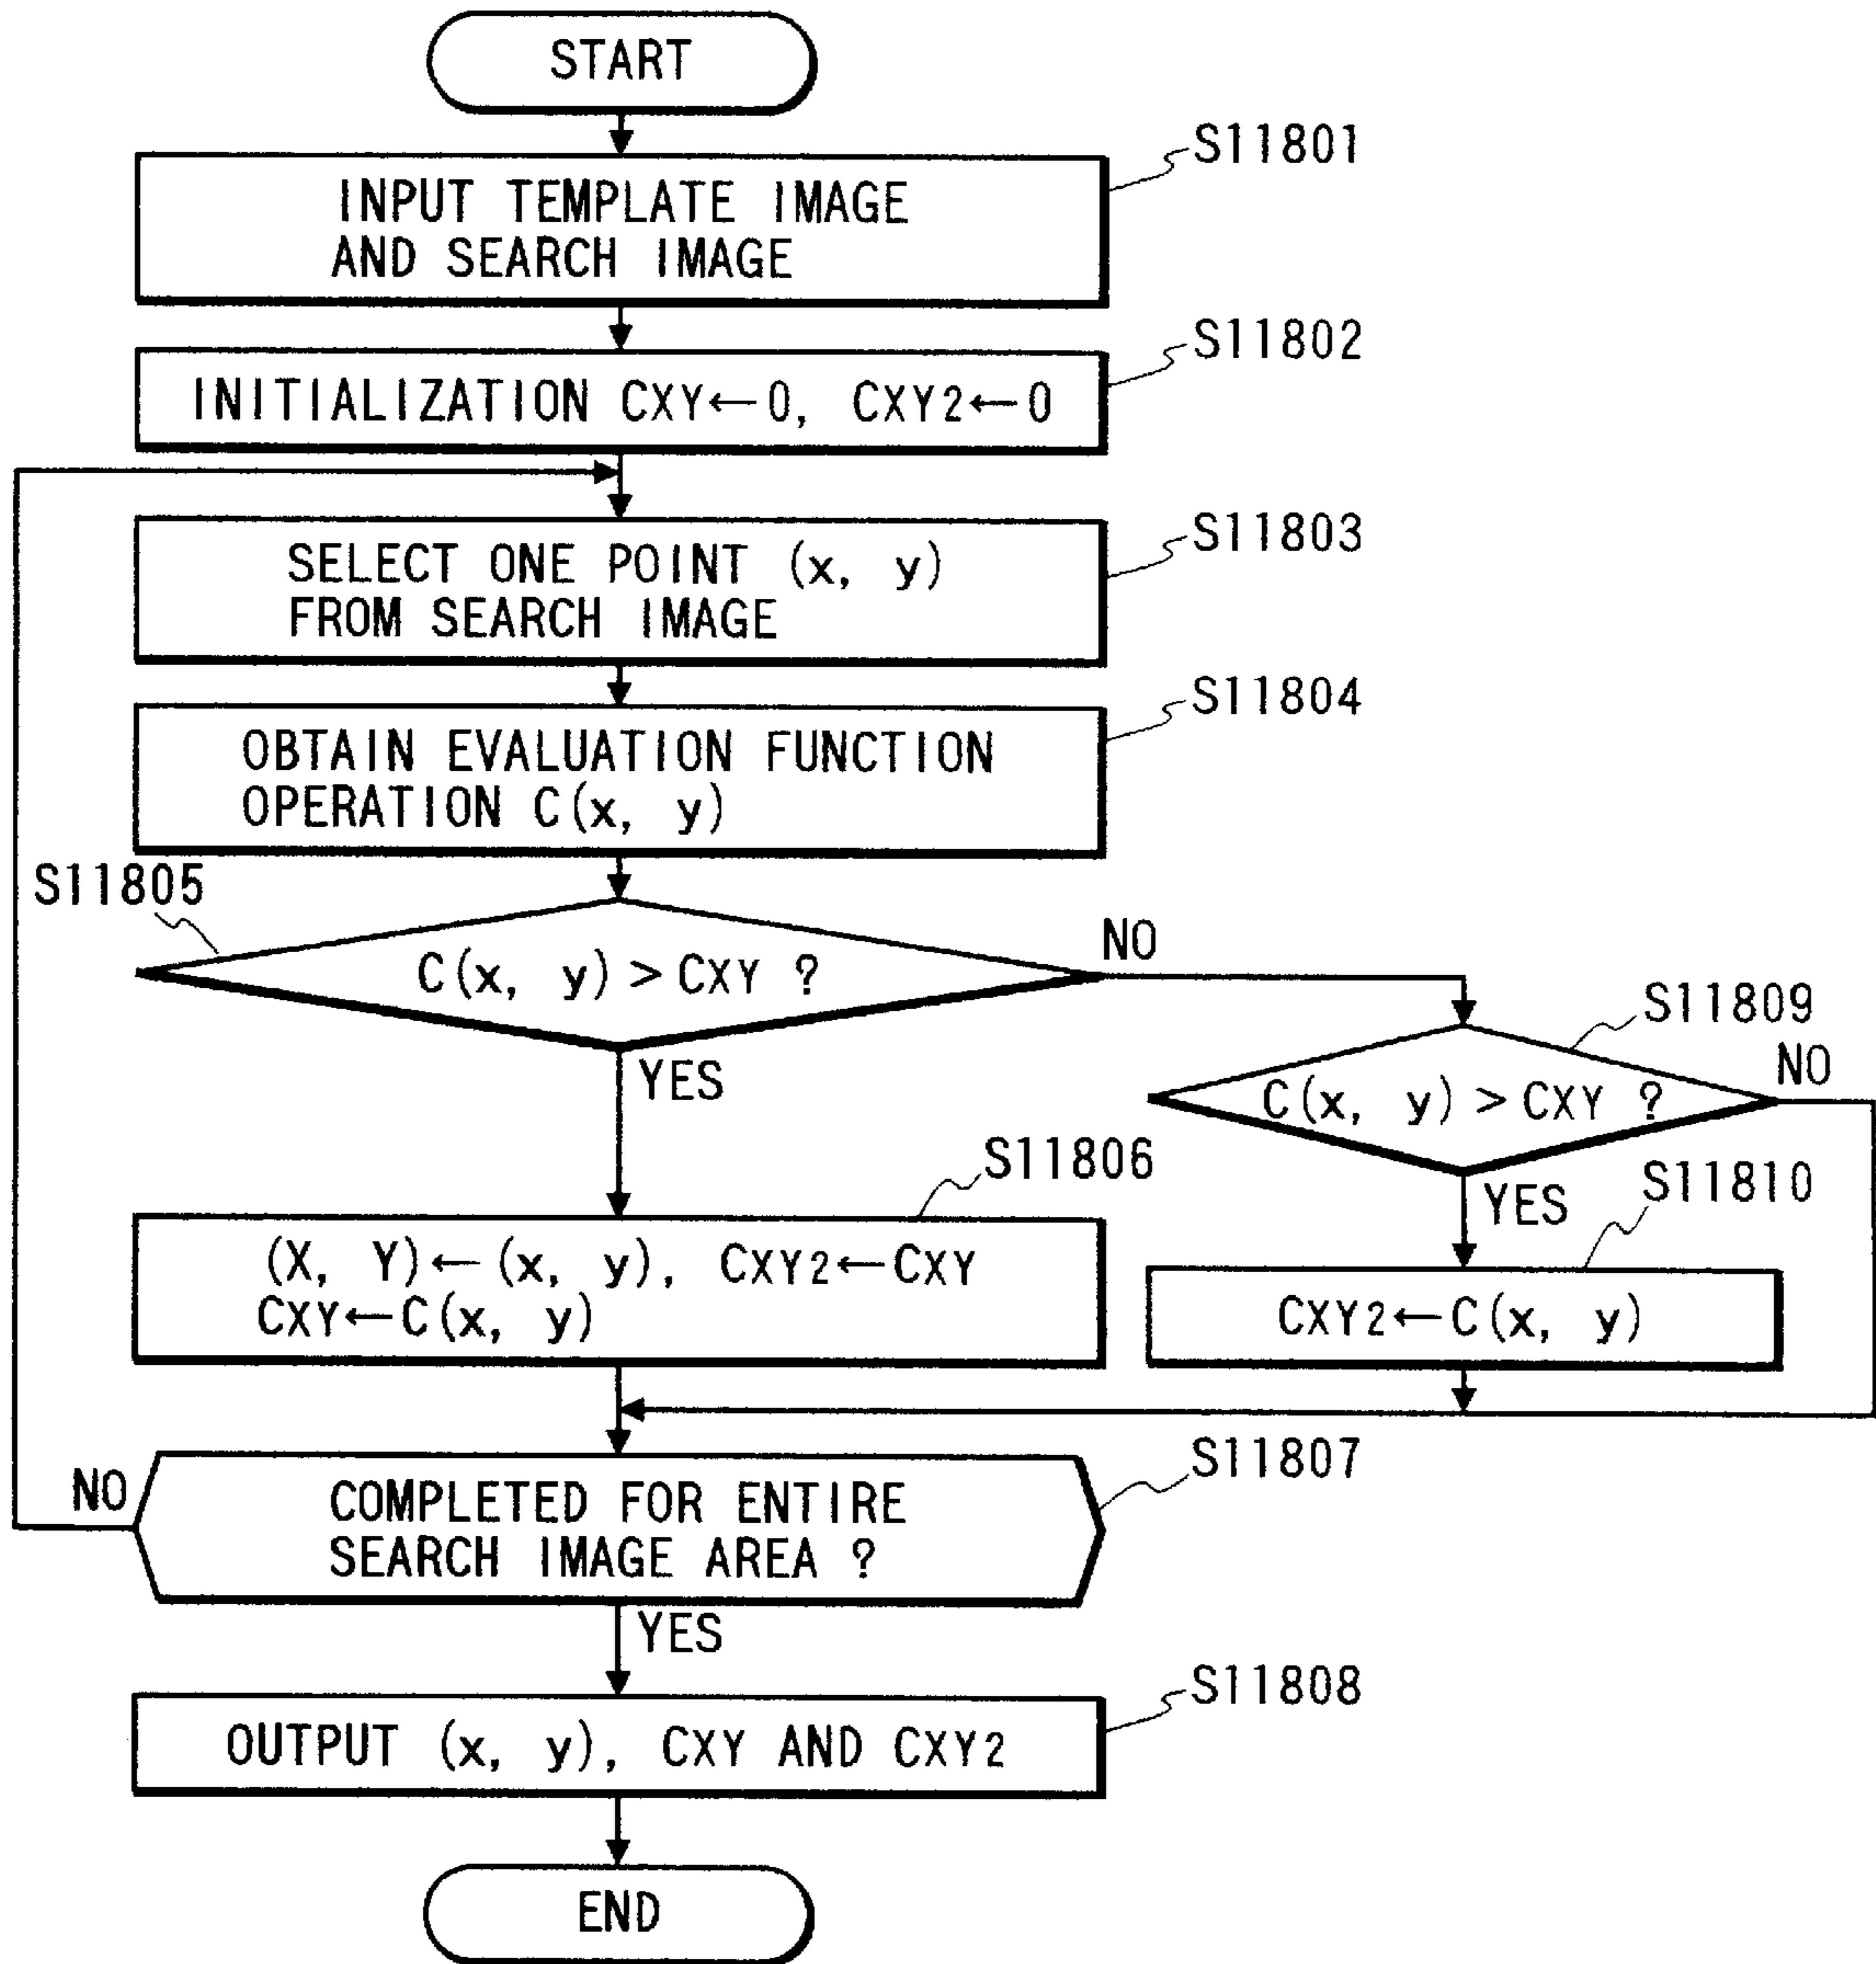 START
S11801
INPUT TEMPLATE IMAGE
AND SEARCH IMAGE
S11802
INITIALIZATION CXY←0, CXY2←0
S11803
SELECT ONE POINT (x, y)
FROM SEARCH IMAGE
S11804
OBTAIN EVALUATION FUNCTION
OPERATION C(x, y)
S11805
C(x, y) > CXY ?
NO
YES
S11809
C(x, y) > CXY ?
NO
YES
S11806
(X, Y)←(x, y), CXY2←CXY
CXY←C(x, y)
S11810
CXY2←C(x, y)
S11807
NO
COMPLETED FOR ENTIRE
SEARCH IMAGE AREA ?
YES
S11808
OUTPUT (x, y), CXY AND CXY2
END